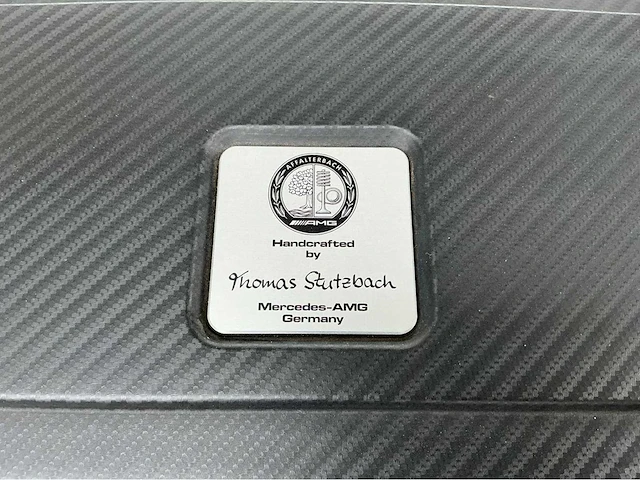 AFFALTERBACH
AMG
Handcrafted
by
Thomas Stutzbach
Mercedes-AMG
Germany